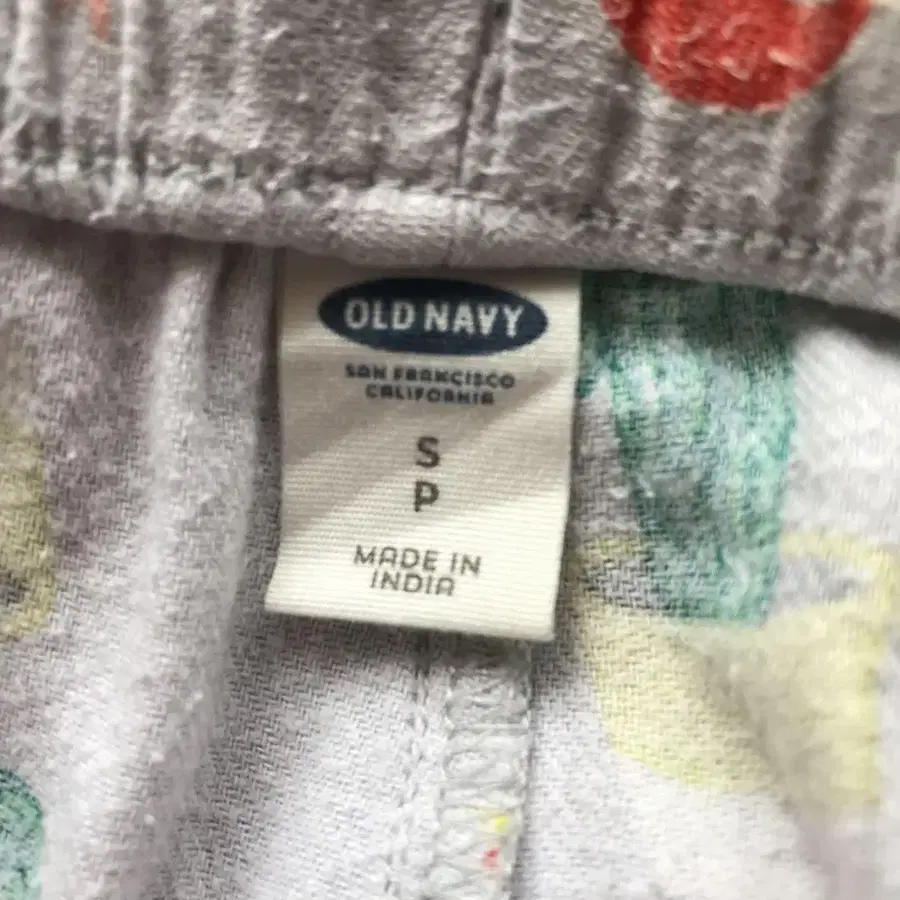 OLD NAVY
SAN FRANCISCO
CALIFORNIA
S
P
MADE IN
INDIA